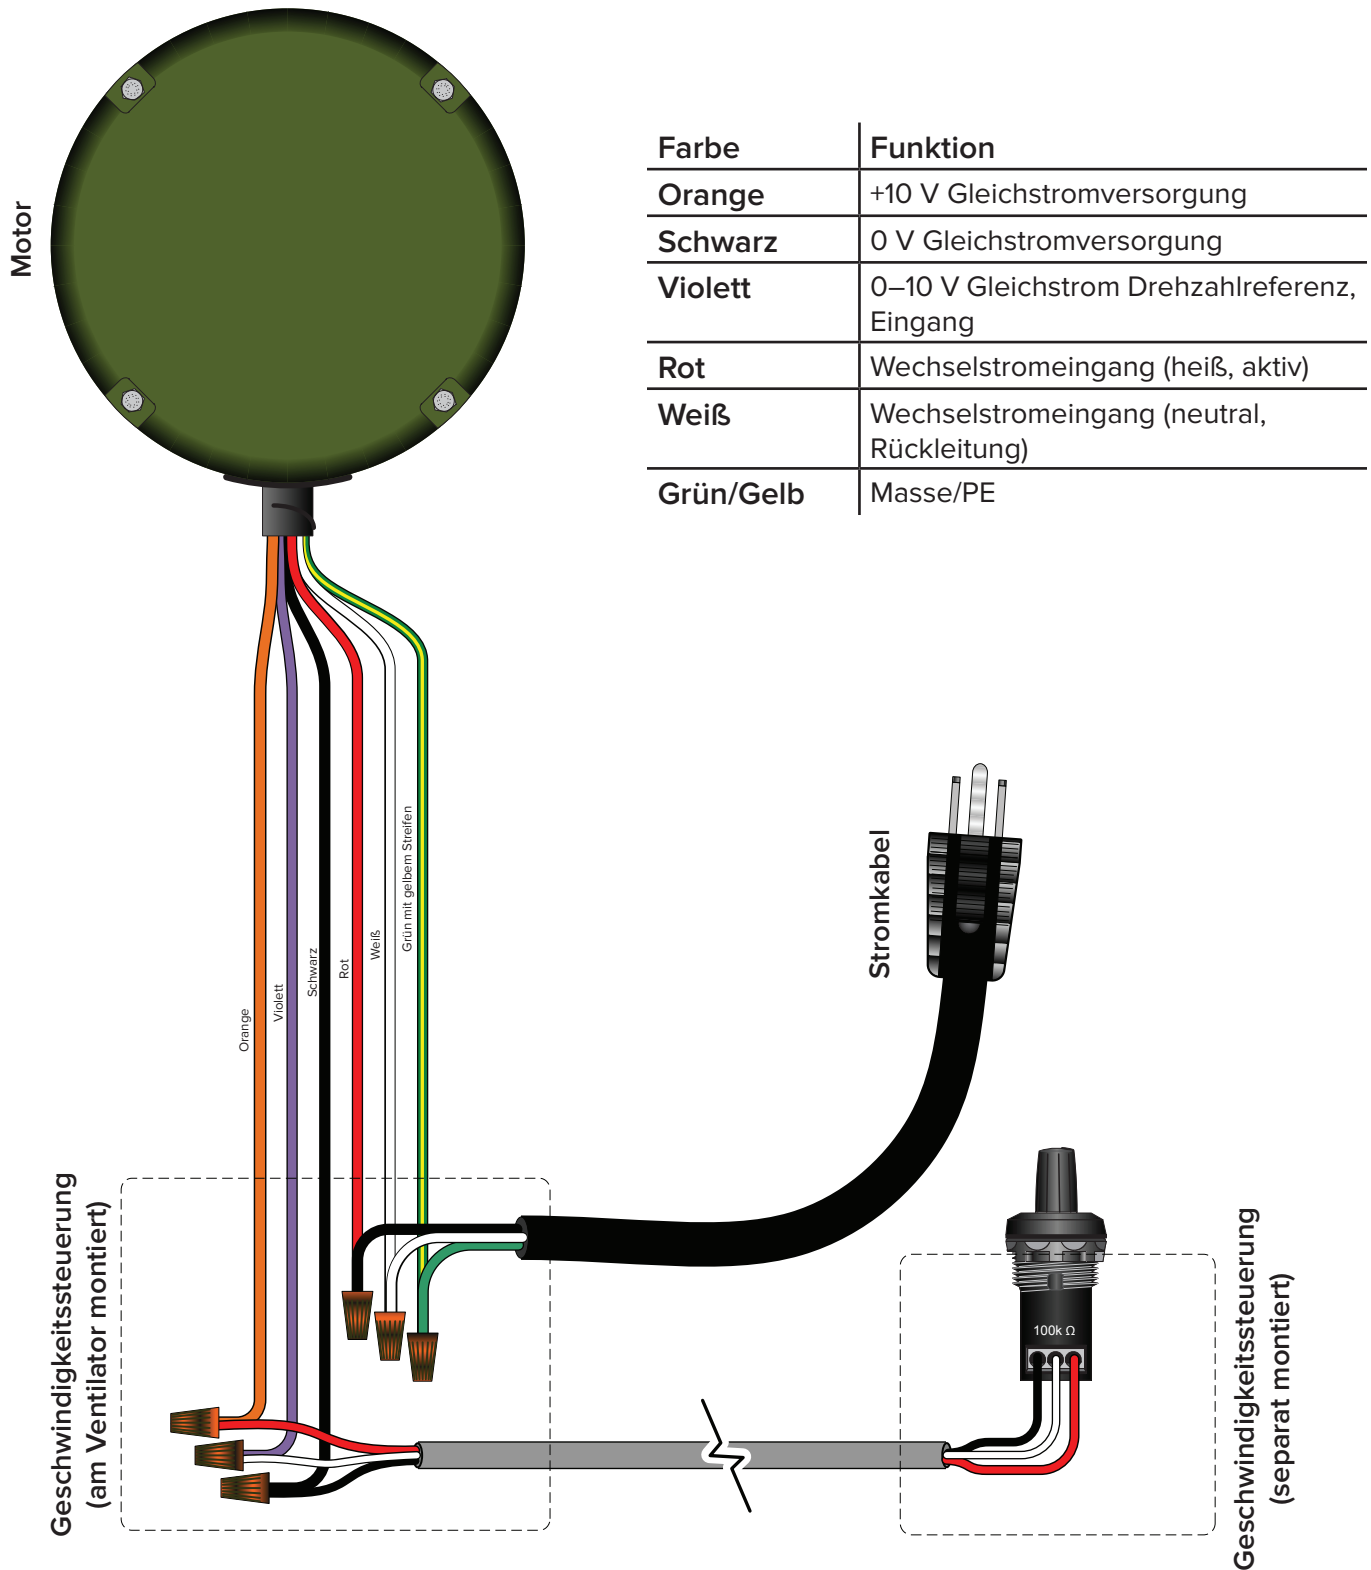 Motor
Farbe Funktion
Orange +10 V Gleichstromversorgung
Schwarz 0 V Gleichstromversorgung
Violett 0–10 V Gleichstrom Drehzahlreferenz,
Eingang
Rot Wechselstromeingang (heiß, aktiv)
Weiß Wechselstromeingang (neutral,
Rückleitung)
Grün/Gelb Masse/PE
Orange
Violett
Schwarz
Rot
Weiß
Grün mit gelbem Streifen
Stromkabel
Geschwindigkeitssteuerung
(am Ventilator montiert)
100k Ω
Geschwindigkeitssteuerung
(separat montiert)